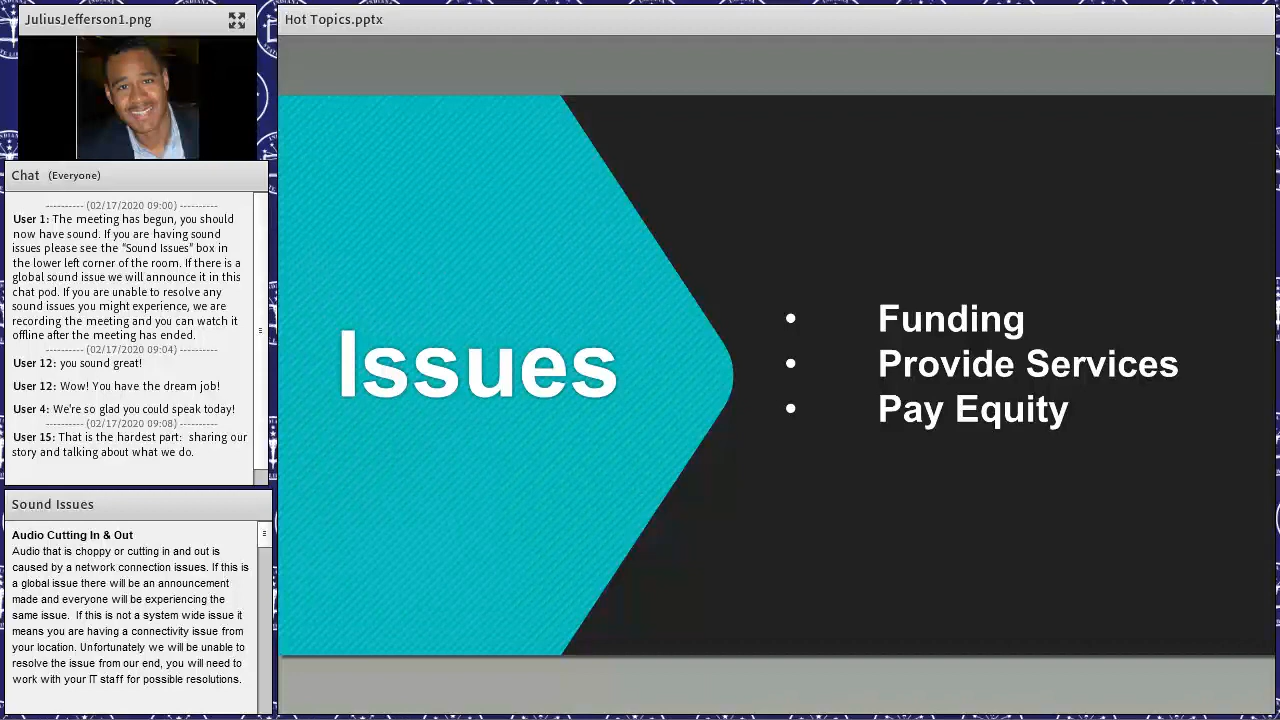 JuliusJefferson1.png
Hot Topics.pptx
Chat (Everyone)
---------- (02/17/2020 09:00) ----------
User 1: The meeting has begun, you should
now have sound. If you are having sound
issues please see the “Sound Issues” box in
the lower left corner of the room. If there is a
global sound issue we will announce it in this
chat pod. If you are unable to resolve any
sound issues you might experience, we are
recording the meeting and you can watch it
offline after the meeting has ended.
---------- (02/17/2020 09:04) ----------
User 12: you sound great!
User 12: Wow! You have the dream job!
User 4: We're so glad you could speak today!
---------- (02/17/2020 09:08) ----------
User 15: That is the hardest part: sharing our
story and talking about what we do.
Sound Issues
Audio Cutting In & Out
Audio that is choppy or cutting in and out is
caused by a network connection issues. If this is
a global issue there will be an announcement
made and everyone will be experiencing the
same issue. If this is not a system wide issue it
means you are having a connectivity issue from
your location. Unfortunately we will be unable to
resolve the issue from our end, you will need to
work with your IT staff for possible resolutions.
Issues
• Funding
• Provide Services
• Pay Equity